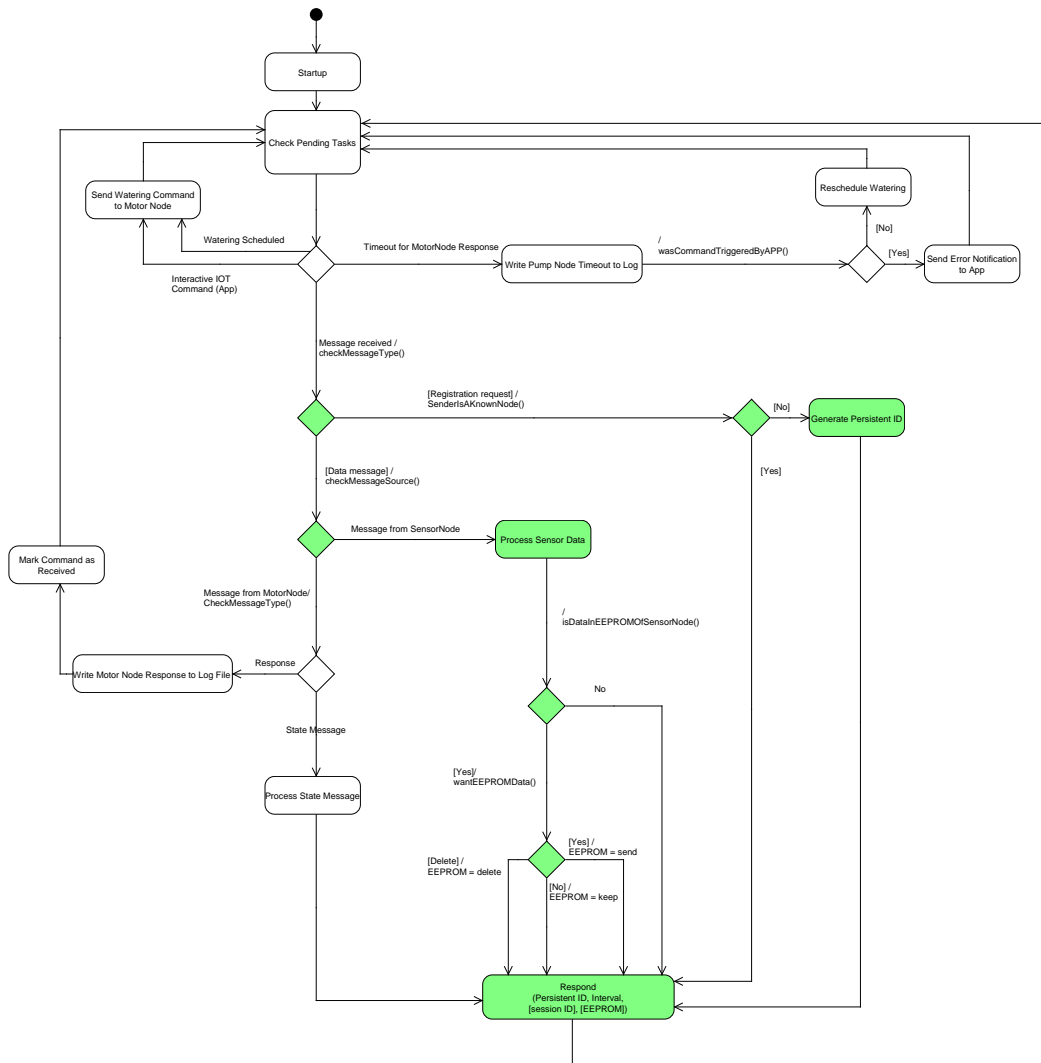 Startup
Check Pending Tasks
Send Watering Command
to Motor Node
Reschedule Watering
Watering Scheduled
Interactive IOT
Command (App)
Timeout for MotorNode Response
Write Pump Node Timeout to Log
/
wasCommandTriggeredByAPP()
[No]
[Yes]
Send Error Notification
to App
Message received /
checkMessageType()
[Registration request] /
SenderIsAKnownNode()
[No]
Generate Persistent ID
[Yes]
[Data message] /
checkMessageSource()
Message from SensorNode
Process Sensor Data
Mark Command as
Received
Message from MotorNode/
CheckMessageType()
/
isDataInEEPROMOfSensorNode()
Response
Write Motor Node Response to Log File
No
State Message
[Yes]/
wantEEPROMData()
Process State Message
[Yes] /
EEPROM = send
[Delete] /
EEPROM = delete
[No] /
EEPROM = keep
Respond
(Persistent ID, Interval,
[session ID], [EEPROM])